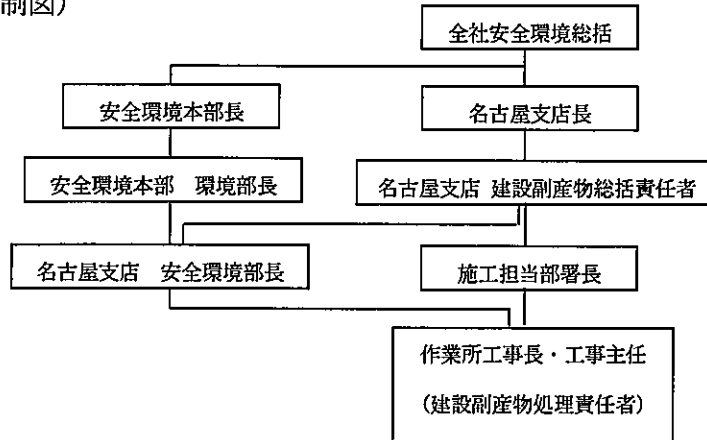 制図）
全社安全環境総括
安全環境本部長
名古屋支店長
安全環境本部　環境部長
名古屋支店 建設副産物総括責任者
名古屋支店　安全環境部長
施工担当部署長
作業所工事長・工事主任
（建設副産物処理責任者）